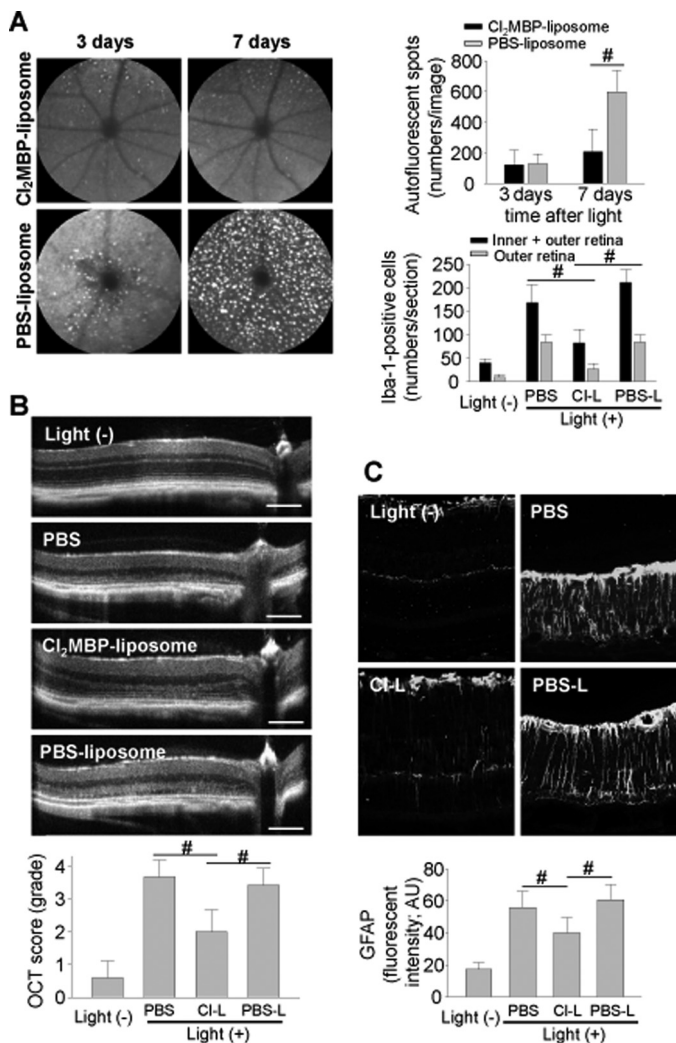 A
3 days 7 days
Cl₂MBP-liposome
PBS-liposome
Cl₂MBP-liposome
PBS-liposome
#
Autofluorescent spots
(numbers/image)
800
600
400
200
0
3 days 7 days
time after light
Inner + outer retina
Outer retina
# #
Iba-1-positive cells
(numbers/section)
250
200
150
100
50
0
Light (-) PBS Cl-L PBS-L
Light (+)
B
Light (-)
PBS
Cl₂MBP-liposome
PBS-liposome
# #
OCT score (grade)
4
3
2
1
0
Light (-) PBS Cl-L PBS-L
Light (+)
C
Light (-) PBS
Cl-L PBS-L
# #
GFAP
(fluorescent
intensity; AU)
80
60
40
20
0
Light (-) PBS Cl-L PBS-L
Light (+)